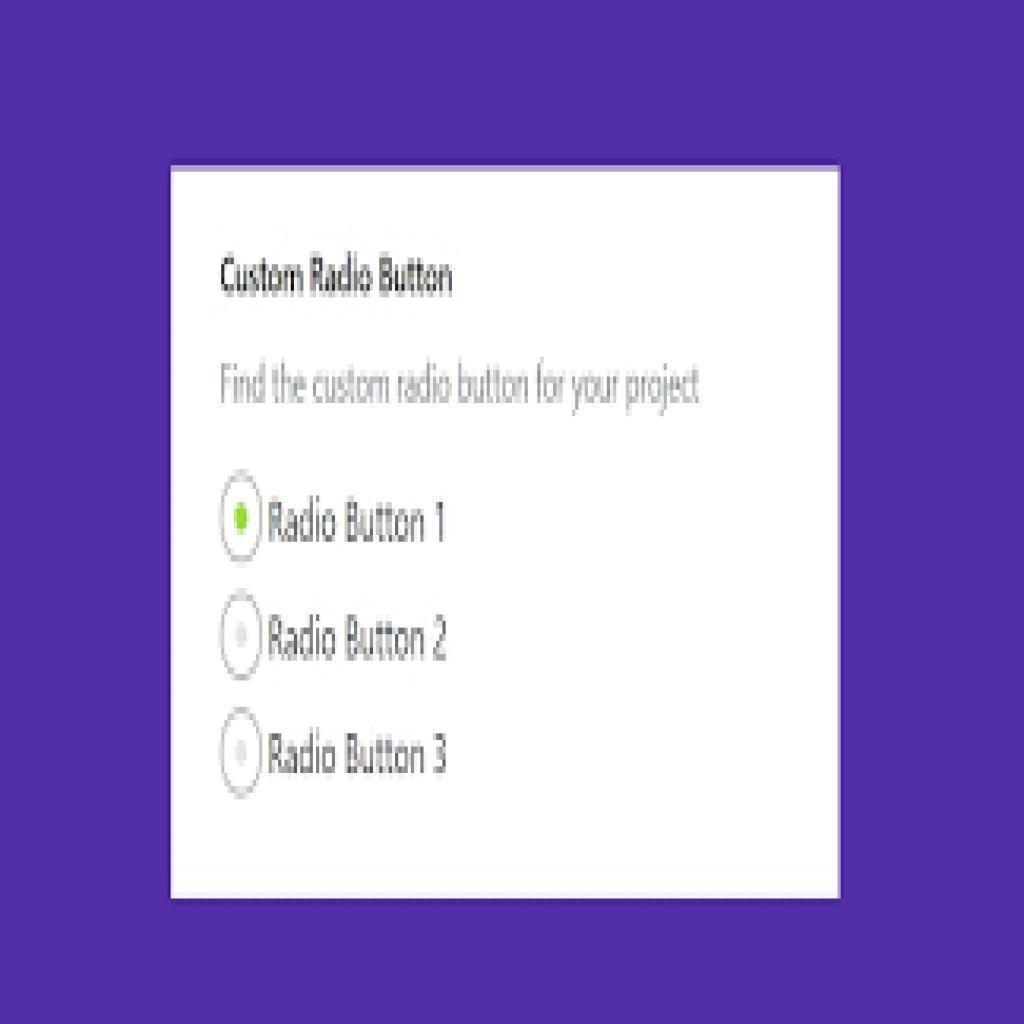 Custom Radio Button
Find the custom radio button for your project
Radio Button 1
Radio Button 2
Radio Button 3